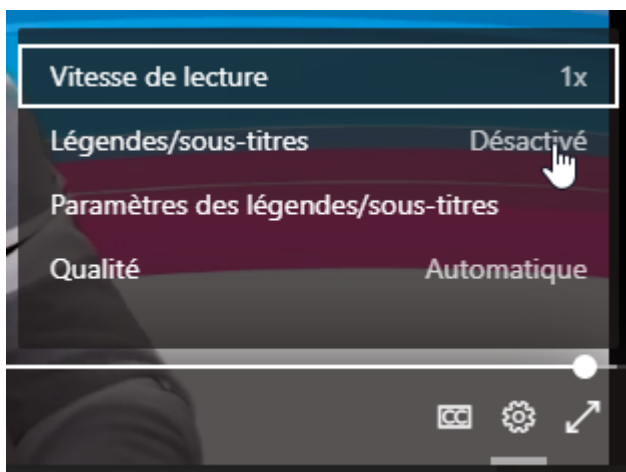 Vitesse de lecture 1x
Légendes/sous-titres Désactivé
Paramètres des légendes/sous-titres
Qualité Automatique
CC